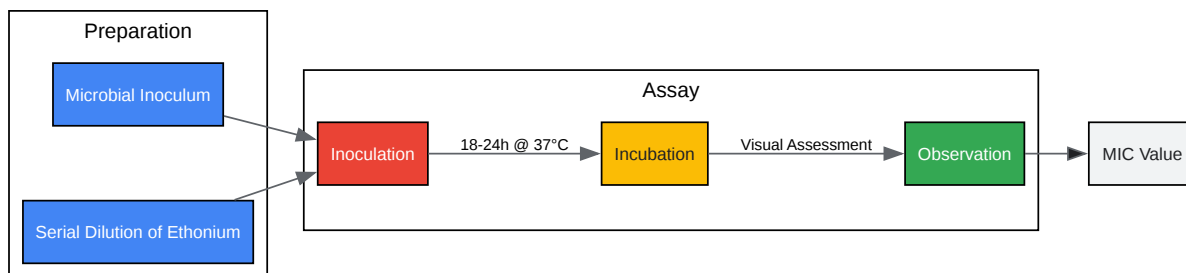 Preparation
Microbial Inoculum
Serial Dilution of Ethonium
Assay
Inoculation
18-24h @ 37°C
Incubation
Visual Assessment
Observation
MIC Value